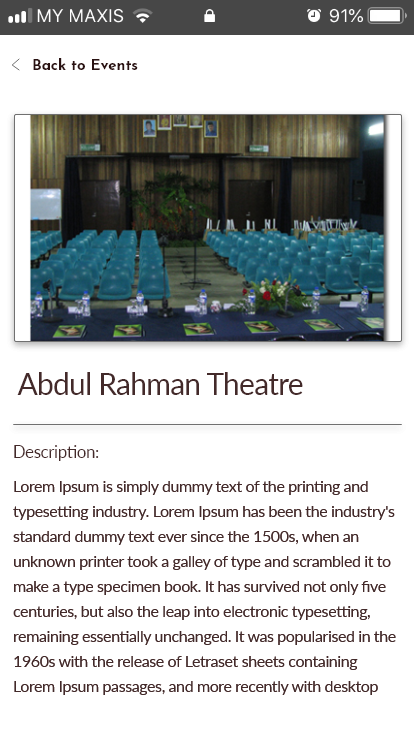 MY MAXIS 91%
Back to Events
Abdul Rahman Theatre
Description:
Lorem Ipsum is simply dummy text of the printing and
typesetting industry. Lorem Ipsum has been the industry's
standard dummy text ever since the 1500s, when an
unknown printer took a galley of type and scrambled it to
make a type specimen book. It has survived not only five
centuries, but also the leap into electronic typesetting,
remaining essentially unchanged. It was popularised in the
1960s with the release of Letraset sheets containing
Lorem Ipsum passages, and more recently with desktop